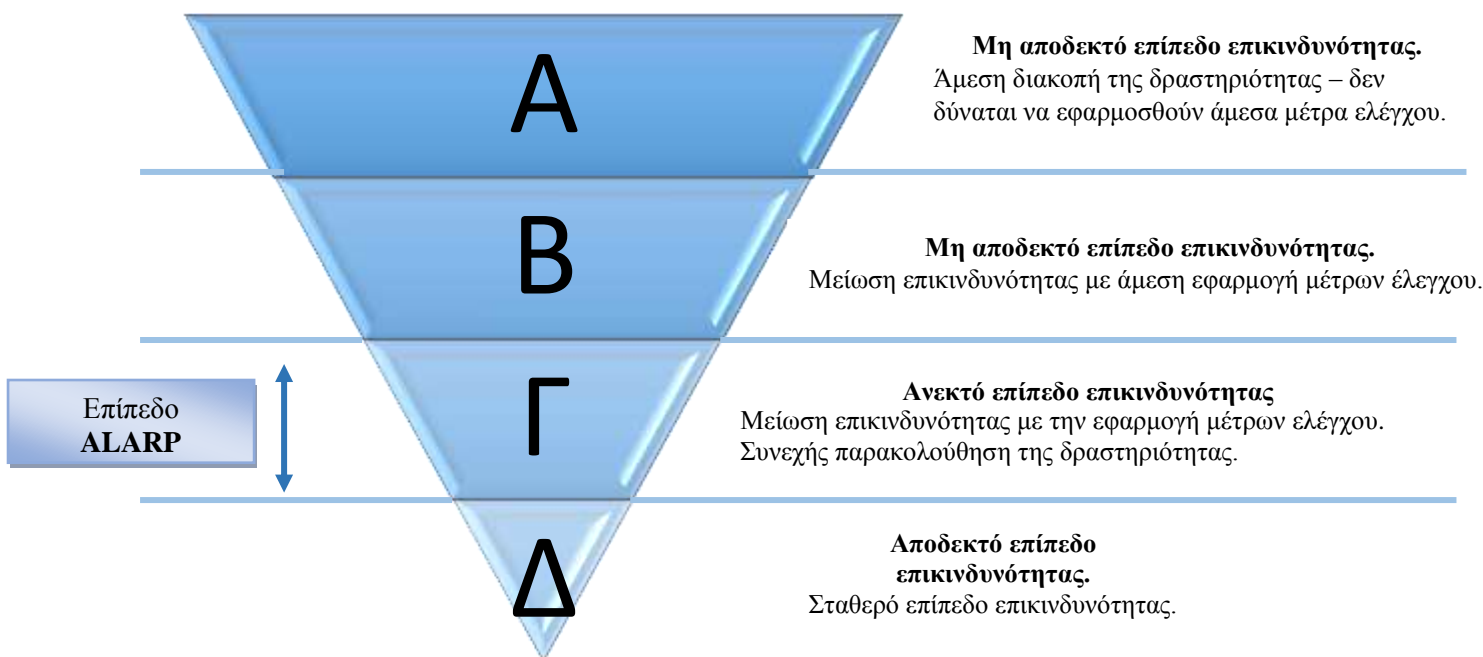 Α
Μη αποδεκτό επίπεδο επικινδυνότητας.
Άμεση διακοπή της δραστηριότητας – δεν
δύναται να εφαρμοσθούν άμεσα μέτρα ελέγχου.
Β
Μη αποδεκτό επίπεδο επικινδυνότητας.
Μείωση επικινδυνότητας με άμεση εφαρμογή μέτρων έλεγχου.
Επίπεδο
ALARP
Γ
Ανεκτό επίπεδο επικινδυνότητας
Μείωση επικινδυνότητας με την εφαρμογή μέτρων ελέγχου.
Συνεχής παρακολούθηση της δραστηριότητας.
Δ
Αποδεκτό επίπεδο
επικινδυνότητας.
Σταθερό επίπεδο επικινδυνότητας.